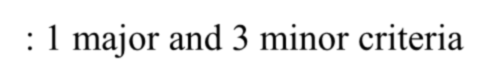 : 1 major and 3 minor criteria